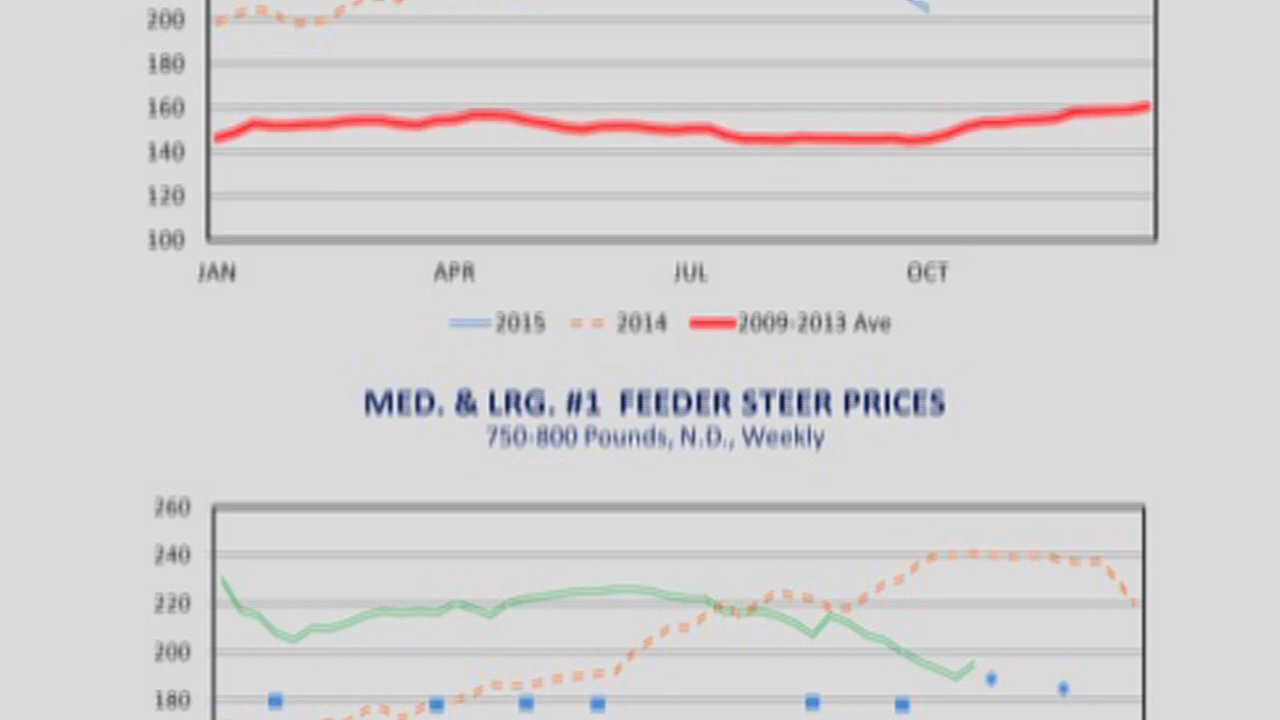 200
180
160
140
120
100
JAN APR JUL OCT
2015 2014 2009-2013 Ave
MED. & LRG. #1 FEEDER STEER PRICES
750-800 Pounds, N.D., Weekly
260
240
220
200
180